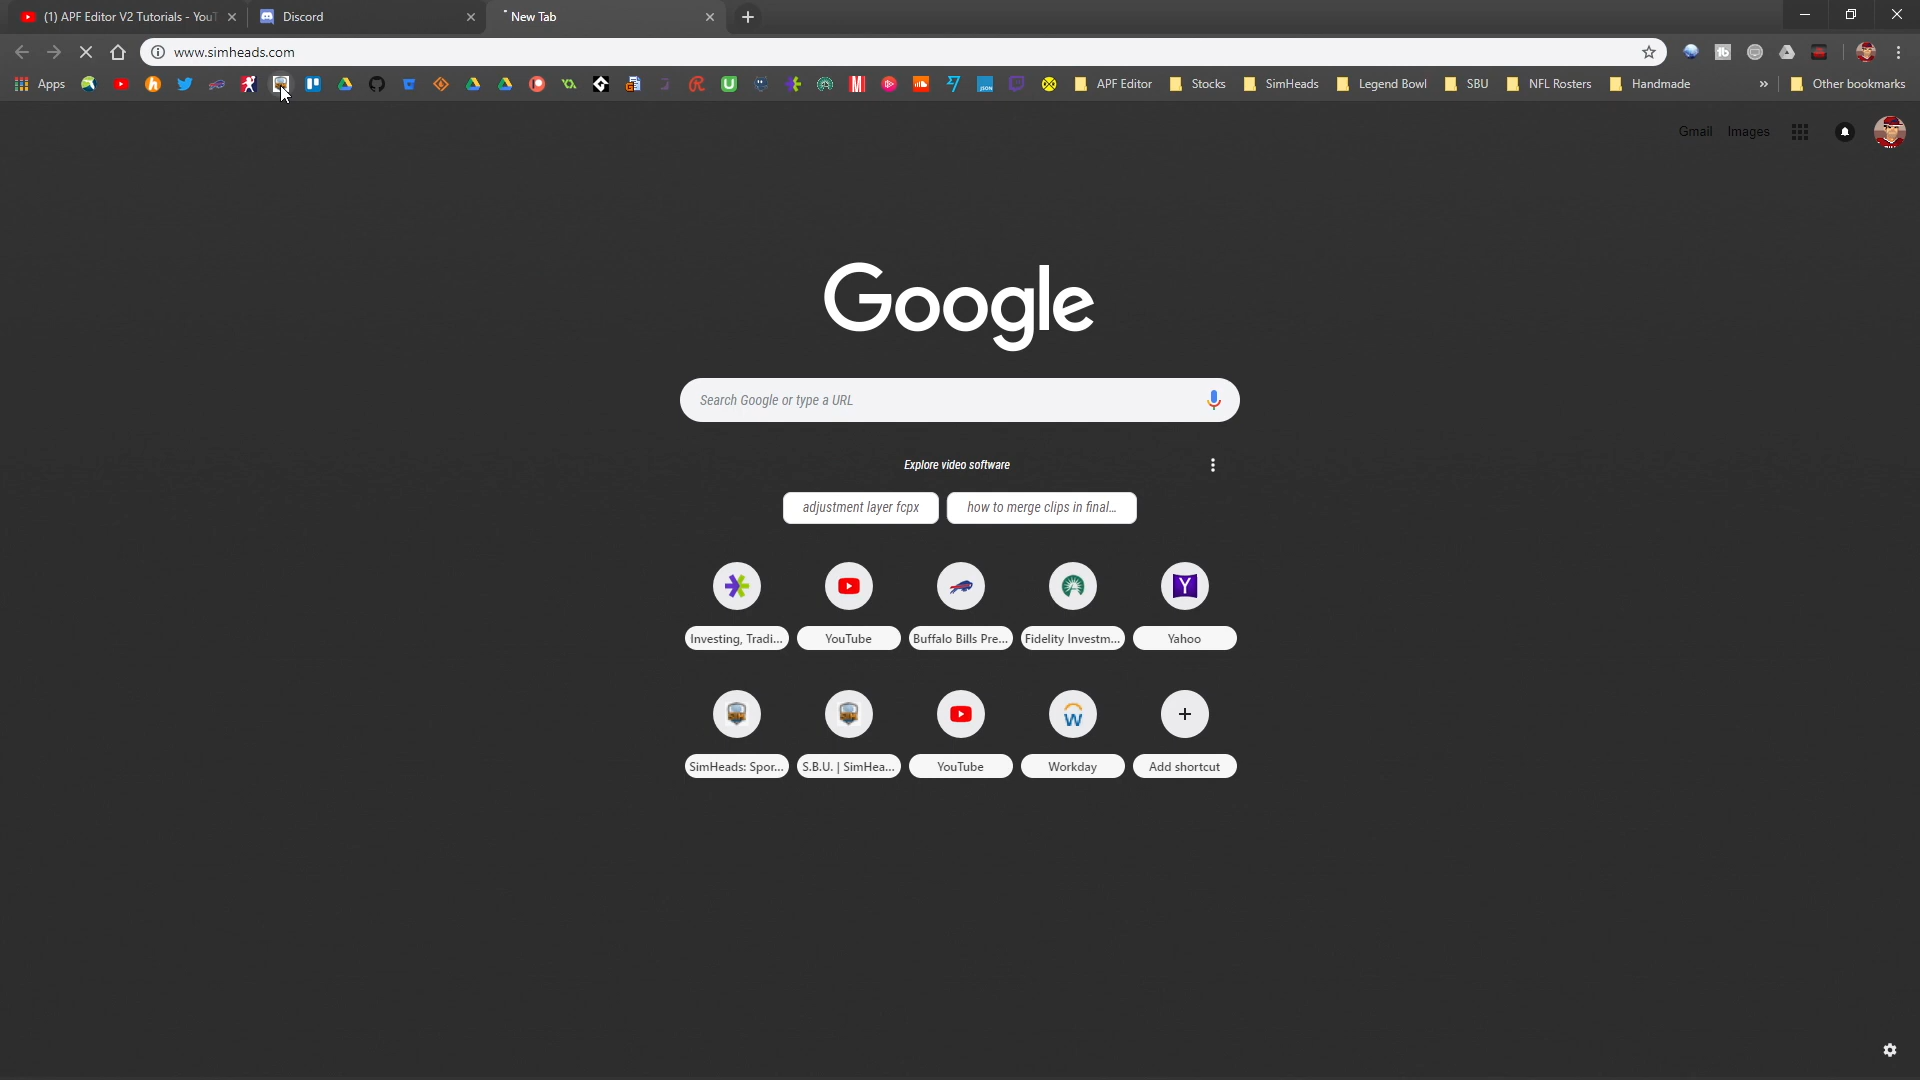 (1) APF Editor V2 Tutorials - YouT
Discord
New Tab
www.simheads.com
Apps
APF Editor
Stocks
SimHeads
Legend Bowl
SBU
NFL Rosters
Handmade
»
Other bookmarks
Gmail
Images
Google
Search Google or type a URL
Explore video software
adjustment layer fcpx
how to merge clips in final...
Investing, Tradi...
YouTube
Buffalo Bills Pre...
Fidelity Investm...
Yahoo
SimHeads: Spor...
S.B.U. | SimHea...
YouTube
Workday
Add shortcut